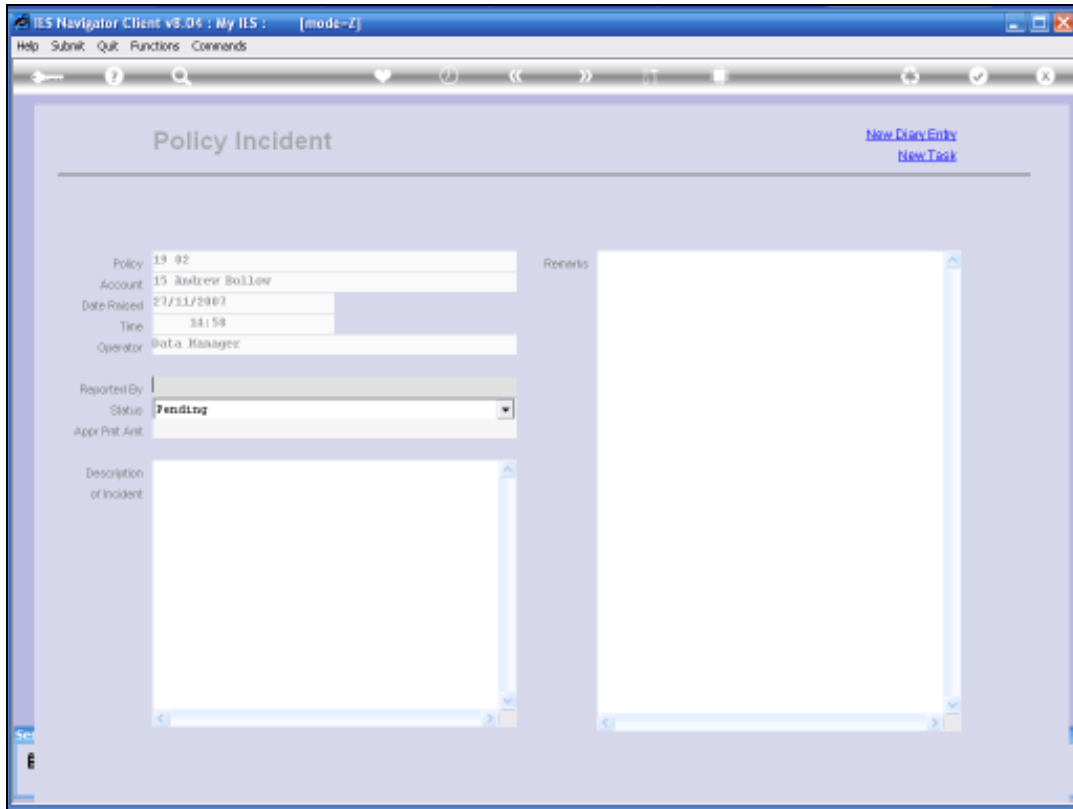 IES Navigator Client v8.04 : My IES : [mode=Z]
Help Submit Quit Functions Commands
Policy Incident
New Diary Entry
New Task
Policy 19 02
Account 15 Andrew Bollow
Date Raised 27/11/2007
Time 14:50
Operator Data Manager
Reported By
Status Pending
Appr Pmt Amt
Description
of Incident
Remarks